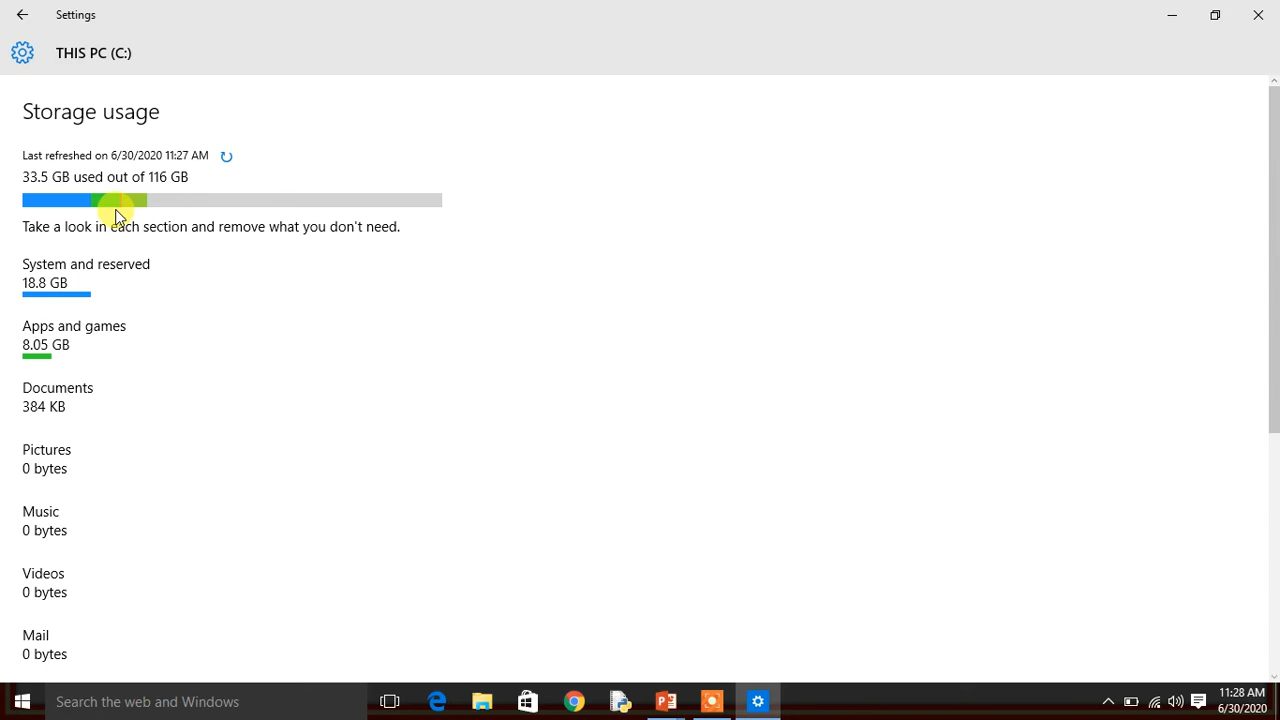 Settings
THIS PC (C:)
Storage usage
Last refreshed on 6/30/2020 11:27 AM
33.5 GB used out of 116 GB
Take a look in each section and remove what you don't need.
System and reserved
18.8 GB
Apps and games
8.05 GB
Documents
384 KB
Pictures
0 bytes
Music
0 bytes
Videos
0 bytes
Mail
0 bytes
Search the web and Windows
11:28 AM
6/30/2020